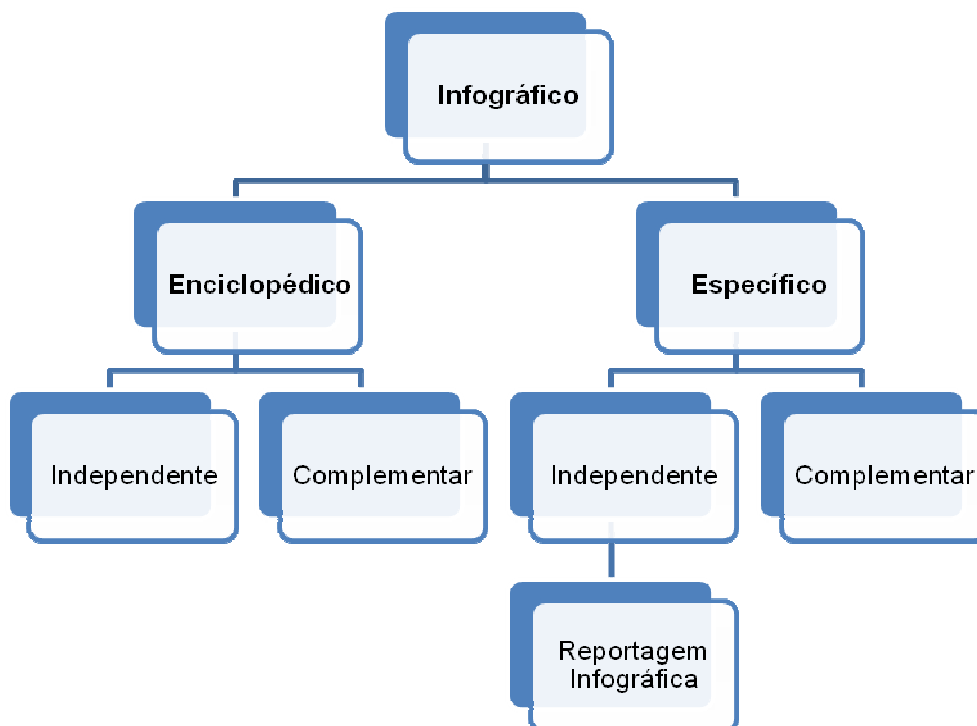 Infográfico
Enciclopédico
Específico
Independente
Complementar
Independente
Complementar
Reportagem
Infográfica